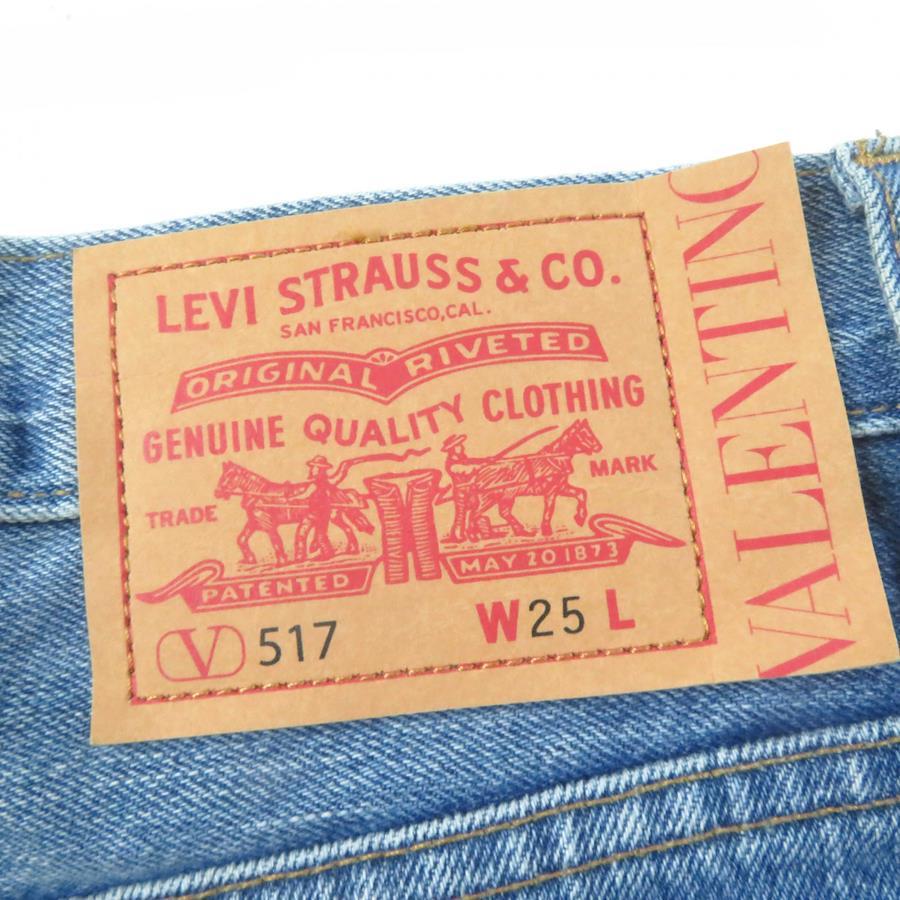 LEVI STRAUSS & CO.
SAN FRANCISCO, CAL.
ORIGINAL RIVETED
GENUINE QUALITY CLOTHING
TRADE MARK
PATENTED MAY 20 1873
V 517 W25 L
VALENTINO